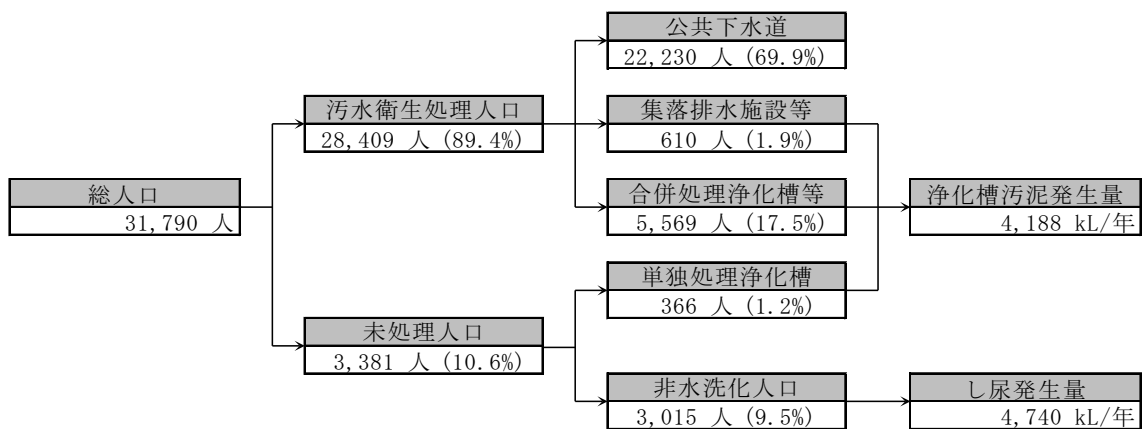 総人口
31,790 人
汚水衛生処理人口
28,409 人 (89.4%)
未処理人口
3,381 人 (10.6%)
公共下水道
22,230 人 (69.9%)
集落排水施設等
610 人 (1.9%)
合併処理浄化槽等
5,569 人 (17.5%)
単独処理浄化槽
366 人 (1.2%)
非水洗化人口
3,015 人 (9.5%)
浄化槽汚泥発生量
4,188 kL/年
し尿発生量
4,740 kL/年